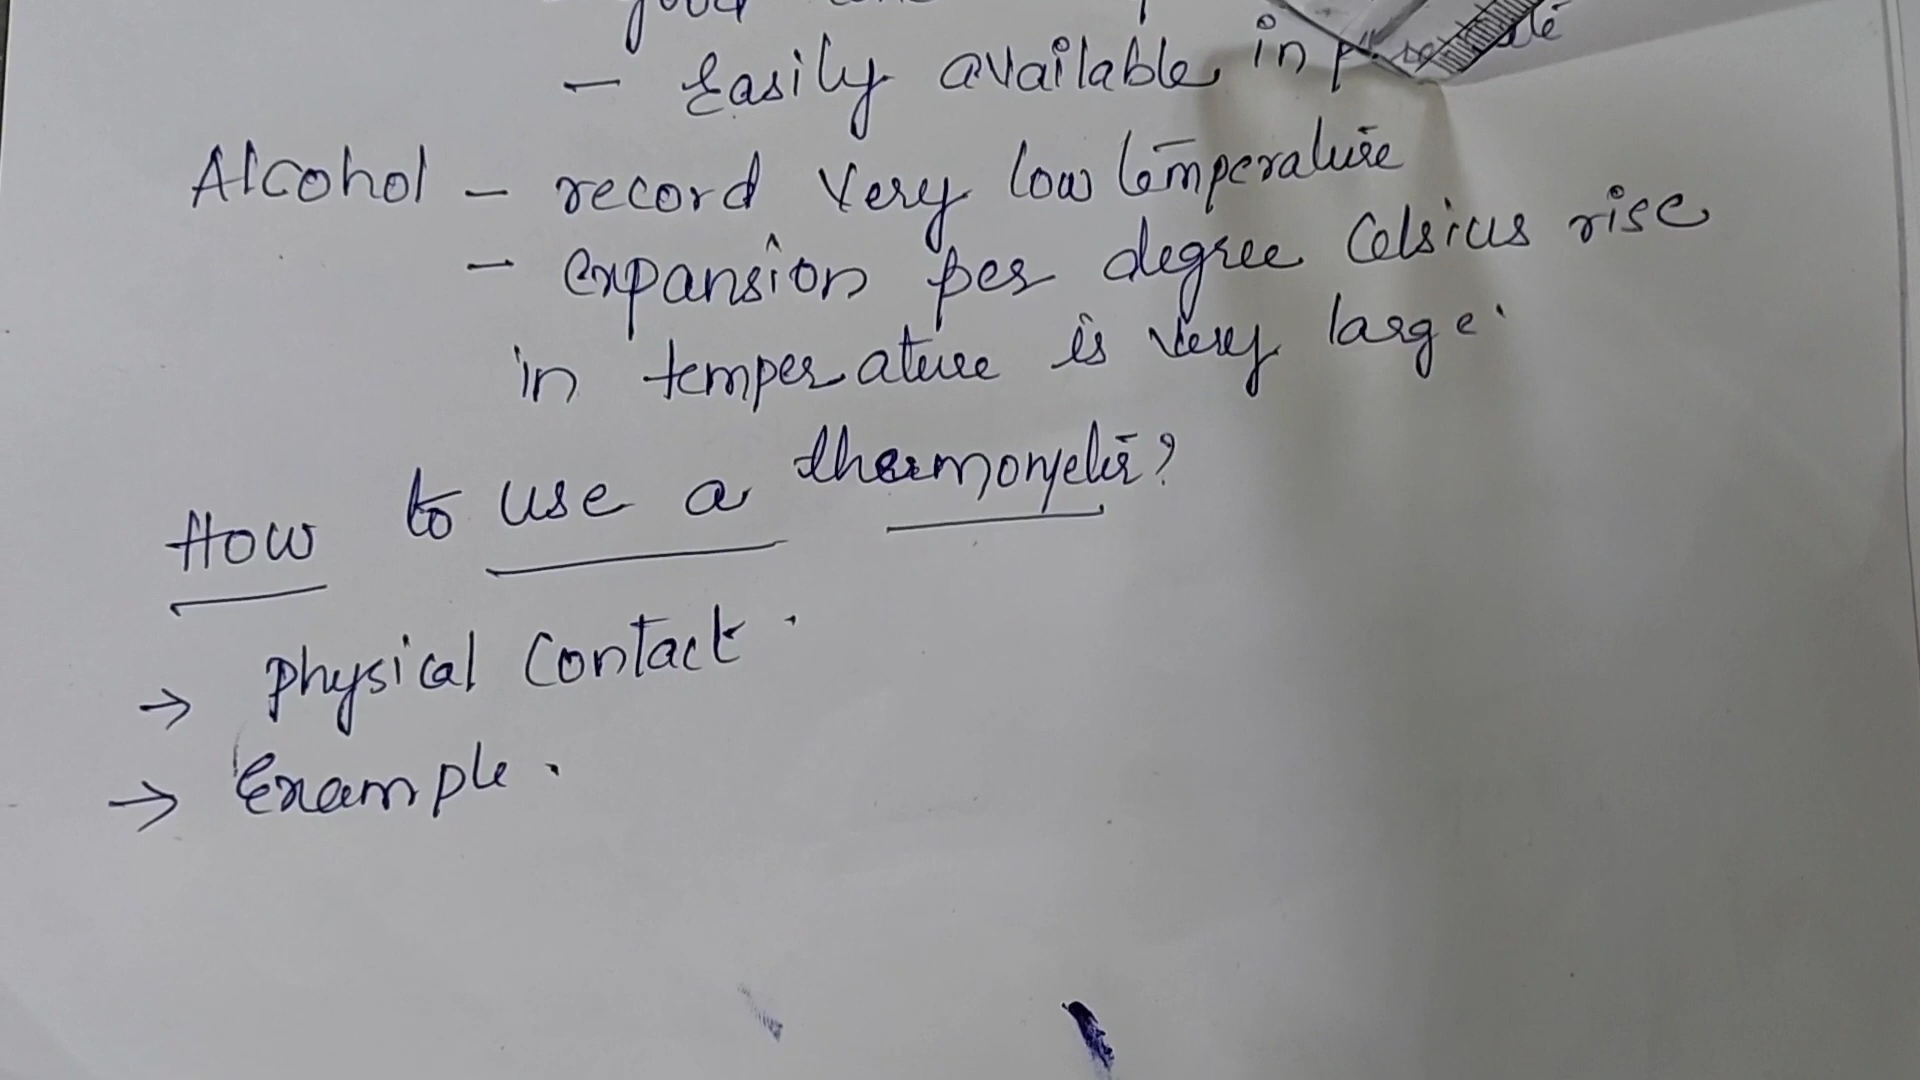 good
- Easily available in
Alcohol - record very low temperature
- expansion per degree Celsius rise
in temperature is very large.
How to use a thermometer?
→ Physical Contact.
→ Example.